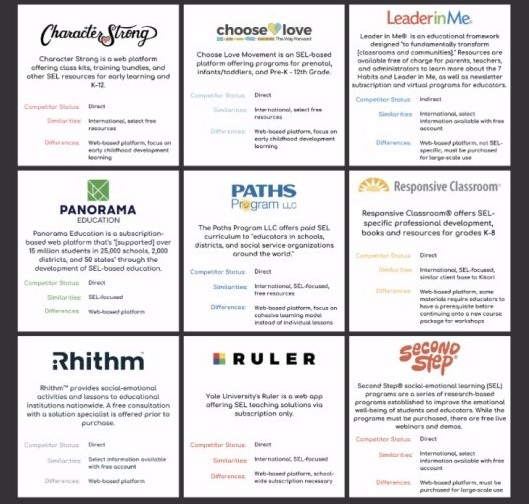 CharacterStrong
Character Strong is a web platform
offering class kits, training bundles, and
other SEL resources for early learning and
K-12.
Competitor Status: Direct
Similarities: International, select free
resources
Differences: Web-based platform, focus on
early childhood development
learning
choose love
The Way Forward
Choose Love Movement is an SEL-based
platform offering programs for prenatal,
infants/toddlers, and Pre-K - 12th Grade.
Competitor Status: Direct
Similarities: International, select free
resources
Differences: Web-based platform, focus on
early childhood development
learning
LeaderinMe.
Leader in Me® is an educational framework
designed "to fundamentally transform
[classrooms and communities]." Resources are
available free of charge for parents, teachers,
and administrators to learn more about the 7
Habits and Leader in Me, as well as newsletter
subscription and virtual programs for educators.
Competitor Status: Indirect
Similarities: International, select
information available with free
account
Differences: Web-based platform, not SEL-
specific, must be purchased
for large-scale use
PANORAMA
EDUCATION
Panorama Education is a subscription-
based web platform that's "[supported] over
15 million students in 25,000 schools, 2,000
districts, and 50 states" through the
development of SEL-based education.
Competitor Status: Direct
Similarities: SEL-focused
Differences: Web-based platform
PATHS
Program LLC
The Paths Program LLC offers paid SEL
curriculum to "educators in schools,
districts, and social service organizations
around the world."
Competitor Status: Direct
Similarities: International, SEL-focused,
free resources
Differences: Web-based platform, focus on
cohesive learning model
instead of individual lessons
Responsive Classroom®
Responsive Classroom® offers SEL-
specific professional development,
books and resources for grades K-8
Competitor Status: Direct
Similarities: International, SEL-focused,
similar client base to Kikori
Differences: Web-based platform, some
materials require educators to
have a prerequisite before
continuing onto a new course
package for workshops
Rhithm™
Rhithm™ provides social-emotional
activities and lessons to educational
institutions nationwide. A free consultation
with a solution specialist is offered prior to
purchase.
Competitor Status: Direct
Similarities: Select information available
with free account
Differences: Web-based platform
RULER
Yale University's Ruler is a web app
offering SEL teaching solutions via
subscription only.
Competitor Status: Direct
Similarities: International, SEL-focused
Differences: Web-based platform, school-
wide subscription necessary
SECOND
STEP®
Second Step® social-emotional learning (SEL)
programs are a series of research-based
programs established to improve the emotional
well-being of students and educators. While the
programs must be purchased, there are free live
webinars and demos.
Competitor Status: Direct
Similarities: International, select
information available with free
account
Differences: Web-based platform, must be
purchased for large-scale use